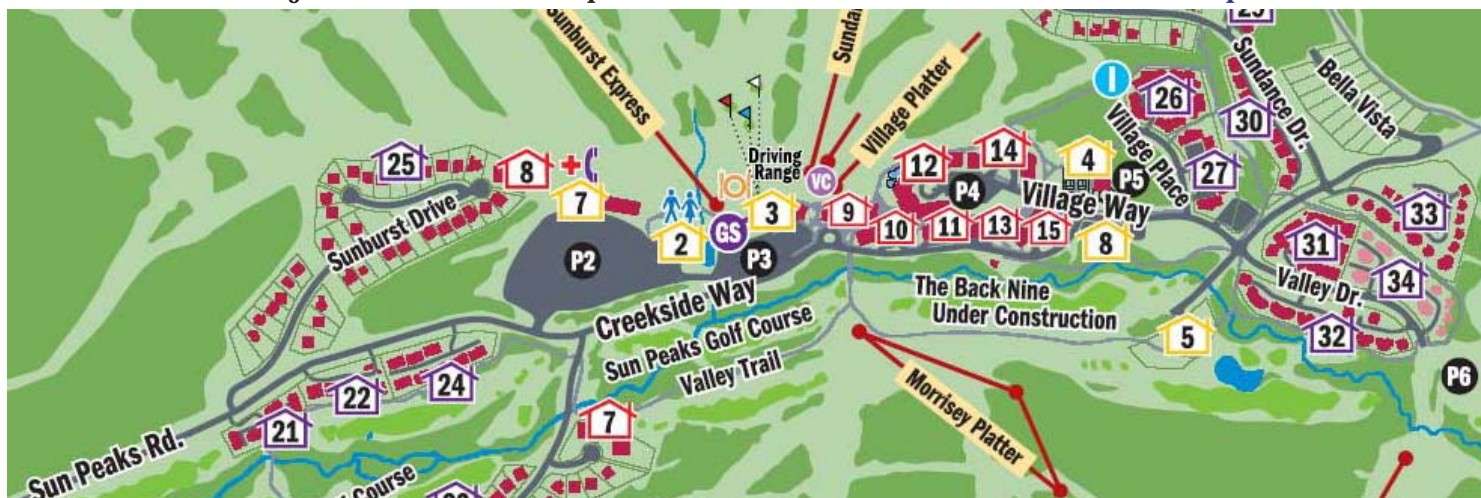 Sunburst Express
Village Platter
Driving
Range
VC
I
26
Sundance Dr.
Bella Vista
30
Village Place
27
25
8
7
12
14
4
P5
P4
Village Way
33
Sunburst Drive
2
GS
3
9
10
11
13
15
8
31
P2
P3
34
Valley Dr.
Creekside Way
The Back Nine
Under Construction
Sun Peaks Golf Course
Valley Trail
5
32
P6
22
24
Morrisey Platter
21
7
Sun Peaks Rd.
Course